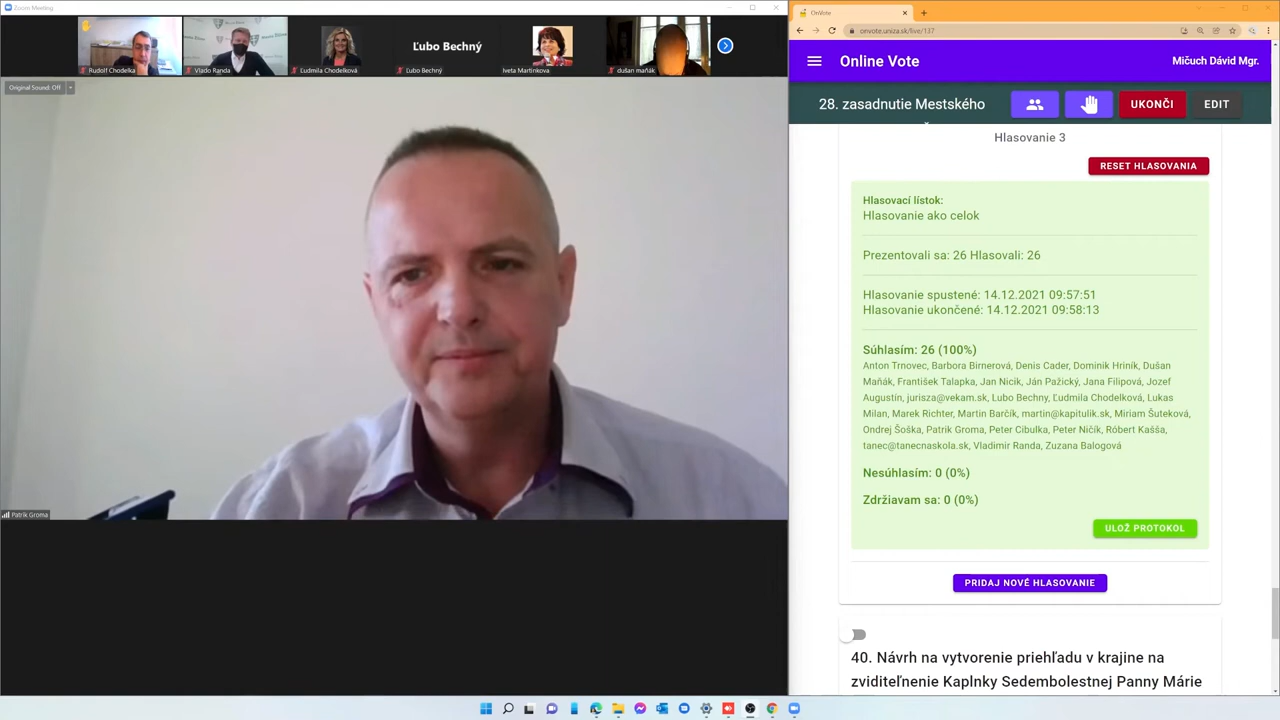 Zoom Meeting
Rudolf Chodelka
Vlado Randa
Ľudmila Chodelková
Ľubo Bechný
Ľubo Bechný
Iveta Martinkova
dušan maňák
Original Sound: Off
Patrik Groma
OnVote
onvote.uniza.sk/live/137
Online Vote
Mičuch Dávid Mgr.
28. zasadnutie Mestského
UKONČI
EDIT
Hlasovanie 3
RESET HLASOVANIA
Hlasovací lístok:
Hlasovanie ako celok
Prezentovali sa: 26 Hlasovali: 26
Hlasovanie spustené: 14.12.2021 09:57:51
Hlasovanie ukončené: 14.12.2021 09:58:13
Súhlasím: 26 (100%)
Anton Trnovec, Barbora Birnerová, Denis Cader, Dominik Hriník, Dušan
Maňák, František Talapka, Jan Nicik, Ján Pažický, Jana Filipová, Jozef
Augustín, jurisza@vekam.sk, Lubo Bechny, Ľudmila Chodelková, Lukas
Milan, Marek Richter, Martin Barčík, martin@kapitulik.sk, Miriam Šuteková,
Ondrej Šoška, Patrik Groma, Peter Cibulka, Peter Ničík, Róbert Kašša,
tanec@tanecnaskola.sk, Vladimir Randa, Zuzana Balogová
Nesúhlasím: 0 (0%)
Zdržiavam sa: 0 (0%)
ULOŽ PROTOKOL
PRIDAJ NOVÉ HLASOVANIE
40. Návrh na vytvorenie priehľadu v krajine na
zviditeľnenie Kaplnky Sedembolestnej Panny Márie